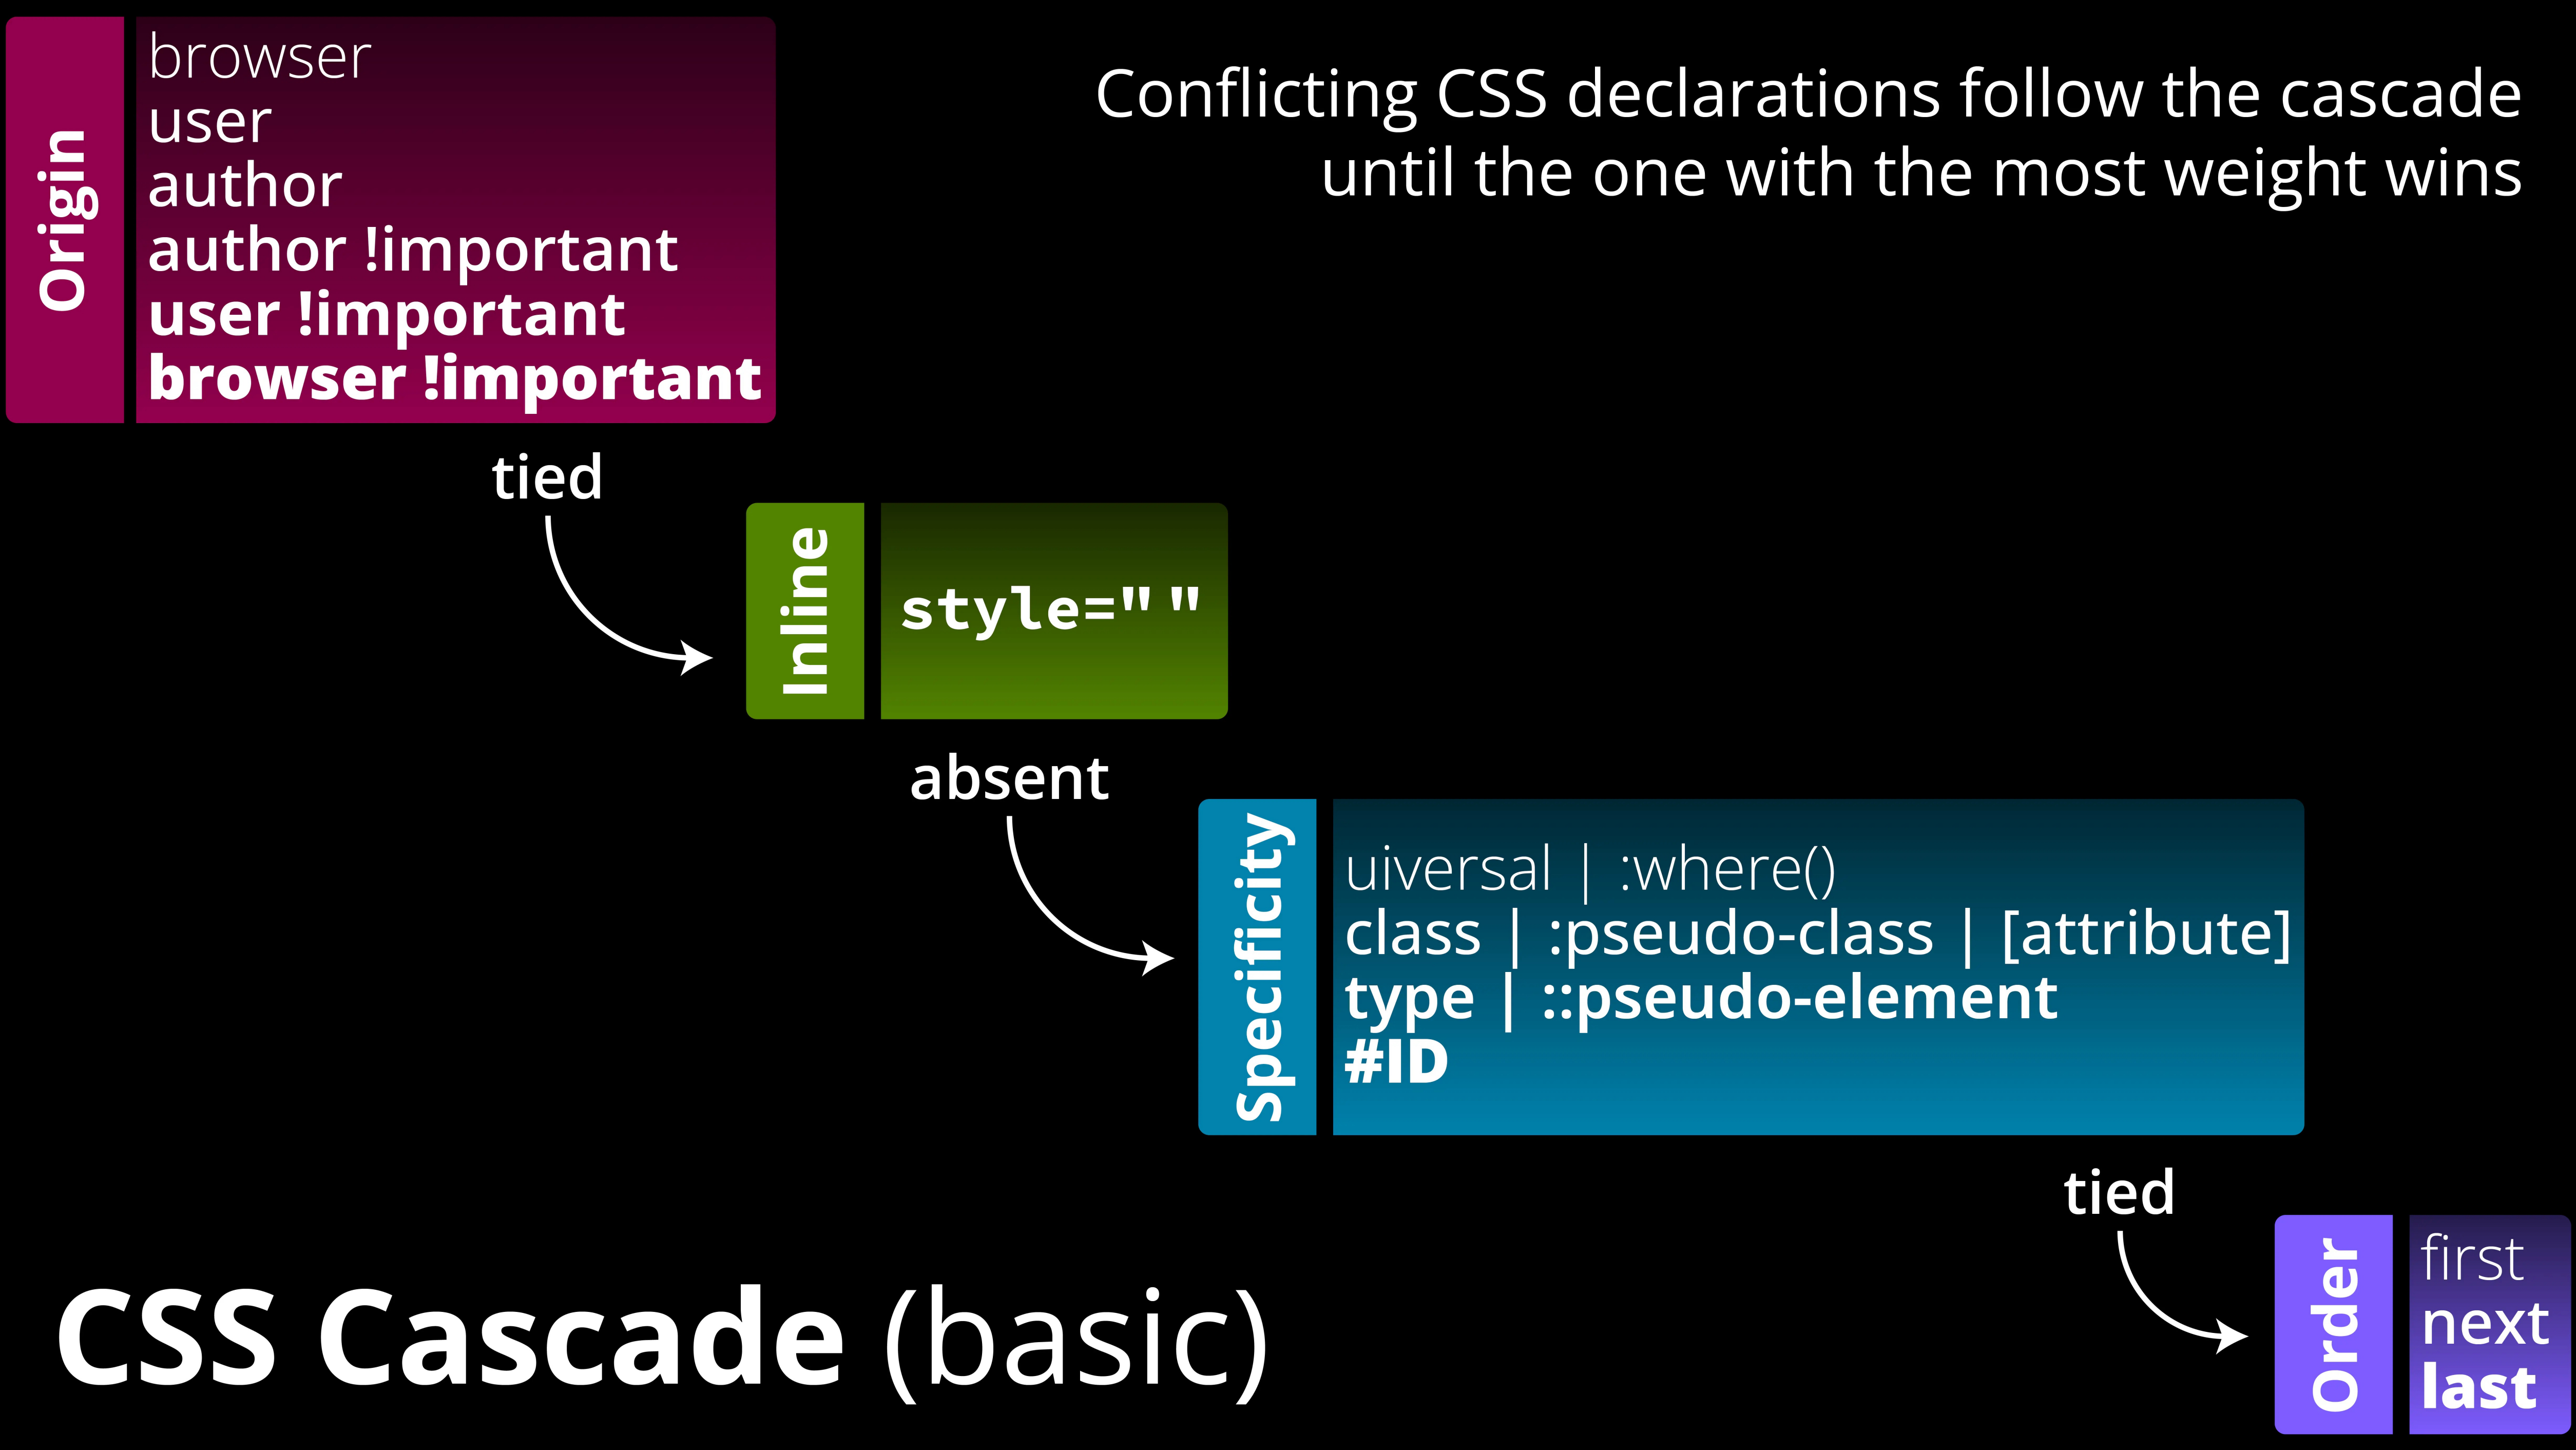 Origin
browser
user
author
author !important
user !important
browser !important
Conflicting CSS declarations follow the cascade
until the one with the most weight wins
tied
Inline
style=""
absent
Specificity
uiversal | :where()
class | :pseudo-class | [attribute]
type | ::pseudo-element
#ID
tied
Order
first
next
last
CSS Cascade (basic)